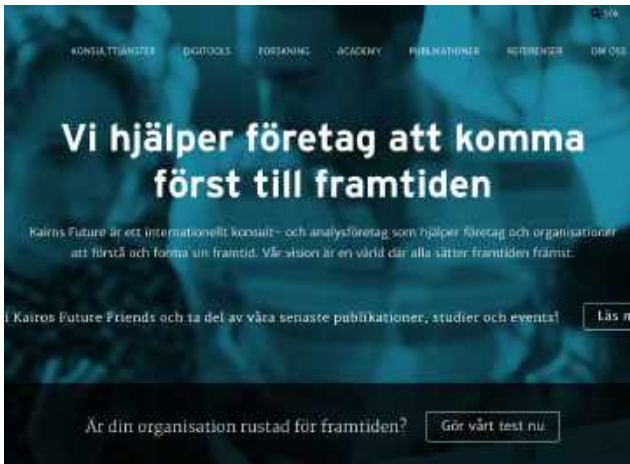 SÖK
KONSULTTJÄNSTER DIGITOOLS FORSKNING ACADEMY PUBLIKATIONER REFERENSER OM OSS
Vi hjälper företag att komma
först till framtiden
Kairos Future är ett internationellt konsult- och analysföretag som hjälper företag och organisationer
att förstå och forma sin framtid. Vår vision är en värld där alla sätter framtiden främst.
i Kairos Future Friends och ta del av våra senaste publikationer, studier och events! Läs
Är din organisation rustad för framtiden? Gör vårt test nu